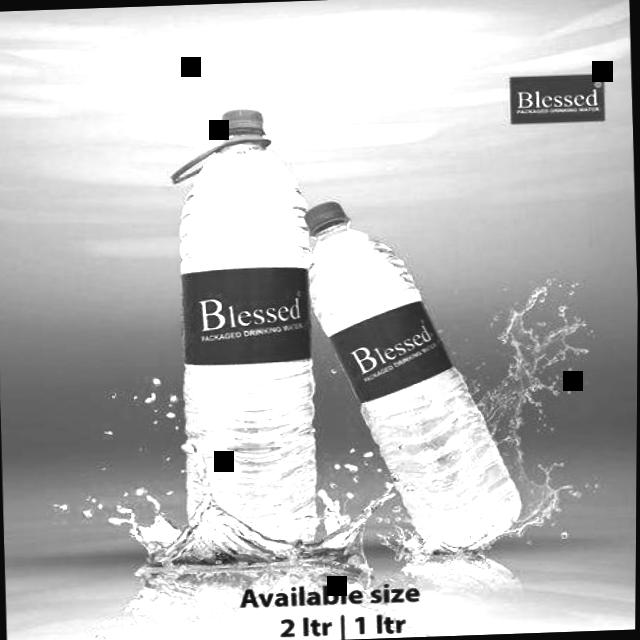 Blessed
PACKAGED DRINKING WATER
Blessed
PACKAGED DRINKING WATER
Blessed
PACKAGED DRINKING WATER
Available size
2 ltr | 1 ltr